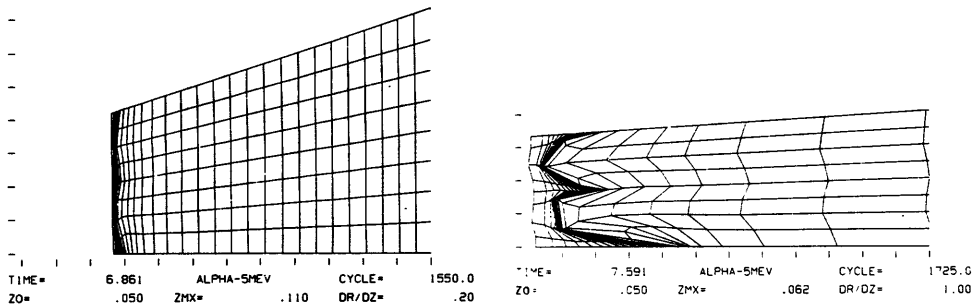 TIME= 6.861 ALPHA-5MEV CYCLE= 1550.0
ZO= .050 ZMX= .110 DR/DZ= .20
TIME= 7.591 ALPHA-5MEV CYCLE= 1725.0
ZO= .050 ZMX= .062 DR/DZ= 1.00